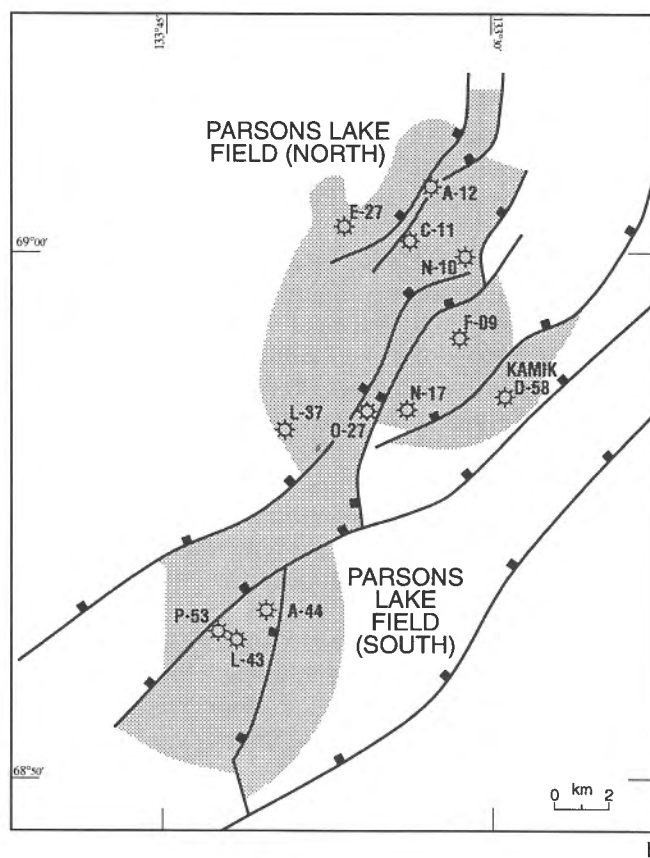 133°45'
133°30'
PARSONS LAKE
FIELD (NORTH)
A-12
E-27
C-11
69°00'
N-10
F-09
KAMIK
D-58
N-17
O-27
L-37
PARSONS
LAKE
FIELD
(SOUTH)
P-53
A-44
L-43
68°50'
0 km 2